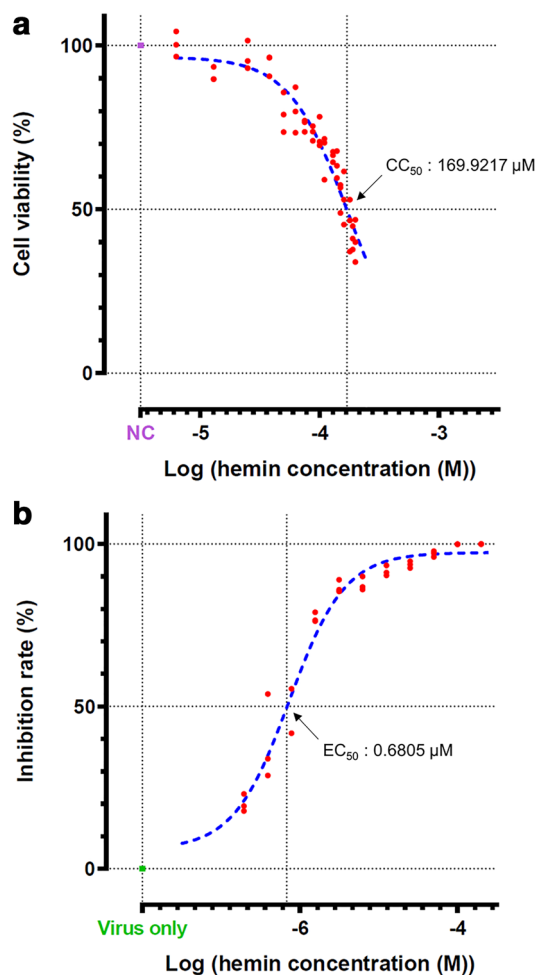 a
Cell viability (%)
100
50
0
CC50 : 169.9217 µM
NC
-5
-4
-3
Log (hemin concentration (M))
b
Inhibition rate (%)
100
50
0
EC50 : 0.6805 µM
Virus only
-6
-4
Log (hemin concentration (M))